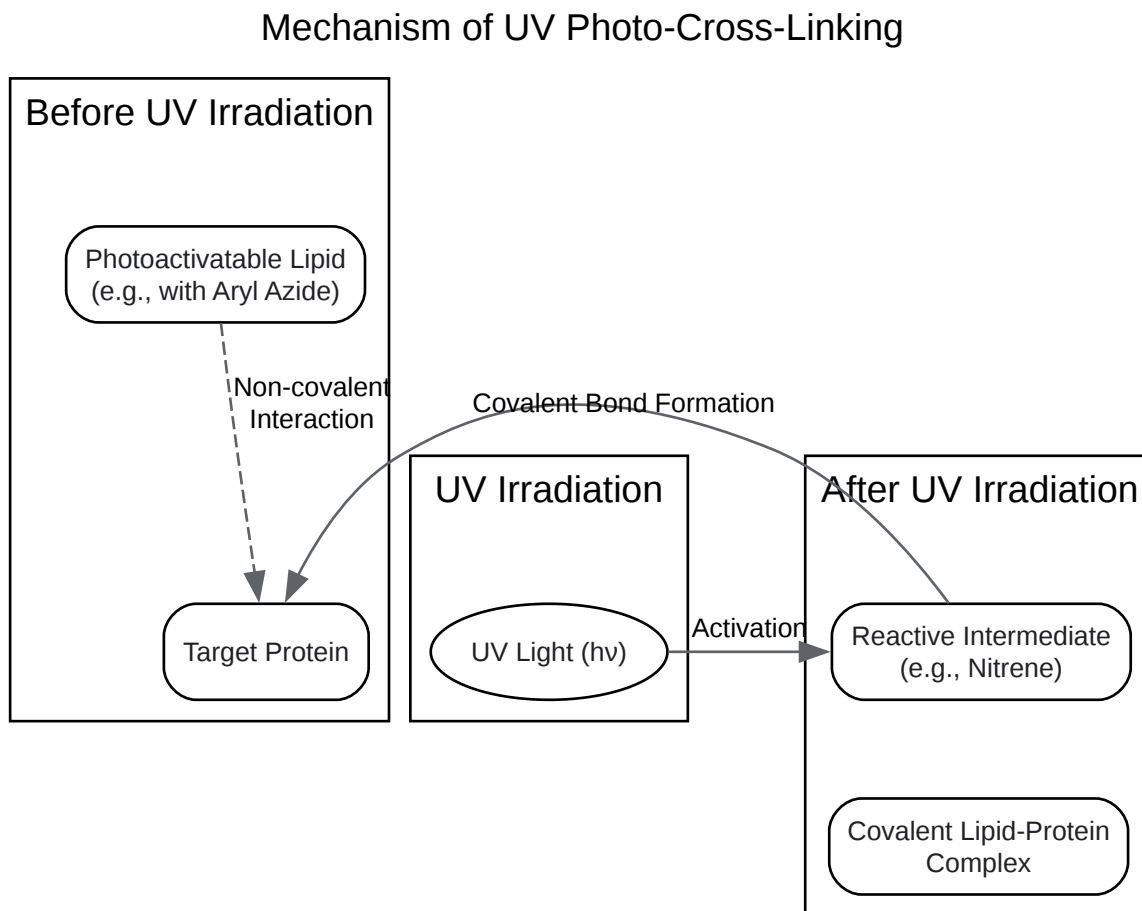 Mechanism of UV Photo-Cross-Linking
Before UV Irradiation
Photoactivatable Lipid
(e.g., with Aryl Azide)
Non-covalent
Interaction
Covalent Bond Formation
UV Irradiation
After UV Irradiation
Target Protein
UV Light (hν)
Activation
Reactive Intermediate
(e.g., Nitrene)
Covalent Lipid-Protein
Complex